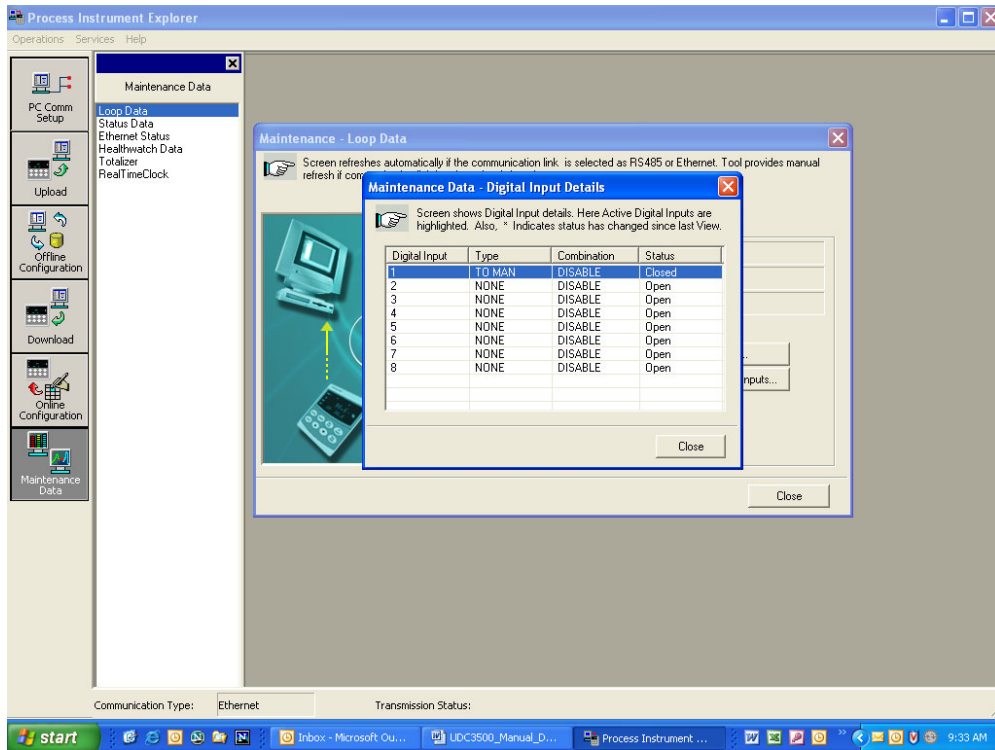 Process Instrument Explorer
Operations Services Help
PC Comm
Setup
Upload
Offline
Configuration
Download
Online
Configuration
Maintenance
Data
Maintenance Data
Loop Data
Status Data
Ethernet Status
Healthwatch Data
Totalizer
RealTimeClock
Maintenance - Loop Data
Screen refreshes automatically if the communication link is selected as RS485 or Ethernet. Tool provides manual
refresh if
Maintenance Data - Digital Input Details
Screen shows Digital Input details. Here Active Digital Inputs are
highlighted. Also, * Indicates status has changed since last View.
Digital Input Type Combination Status
1 TO MAN DISABLE Closed
2 NONE DISABLE Open
3 NONE DISABLE Open
4 NONE DISABLE Open
5 NONE DISABLE Open
6 NONE DISABLE Open
7 NONE DISABLE Open
8 NONE DISABLE Open
Close
..
nputs...
Close
Communication Type: Ethernet Transmission Status:
start Inbox - Microsoft Ou... UDC3500_Manual_D... Process Instrument ... 9:33 AM